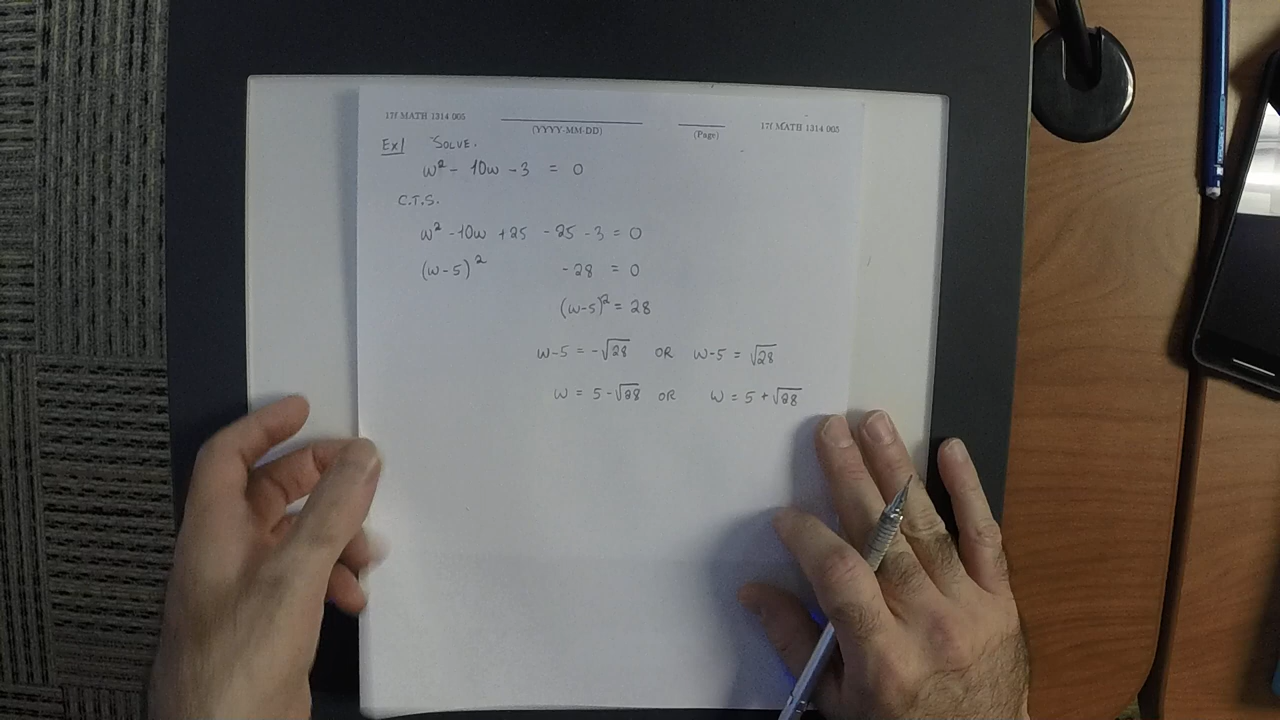 17f MATH 1314 005 (YYYY-MM-DD) (Page) 17f MATH 1314 005
Ex1 SOLVE.
w² - 10w - 3 = 0
C.T.S.
w² - 10w + 25 - 25 - 3 = 0
(w-5)² - 28 = 0
(w-5)² = 28
w-5 = -√28 OR w-5 = √28
w = 5 - √28 OR w = 5 + √28